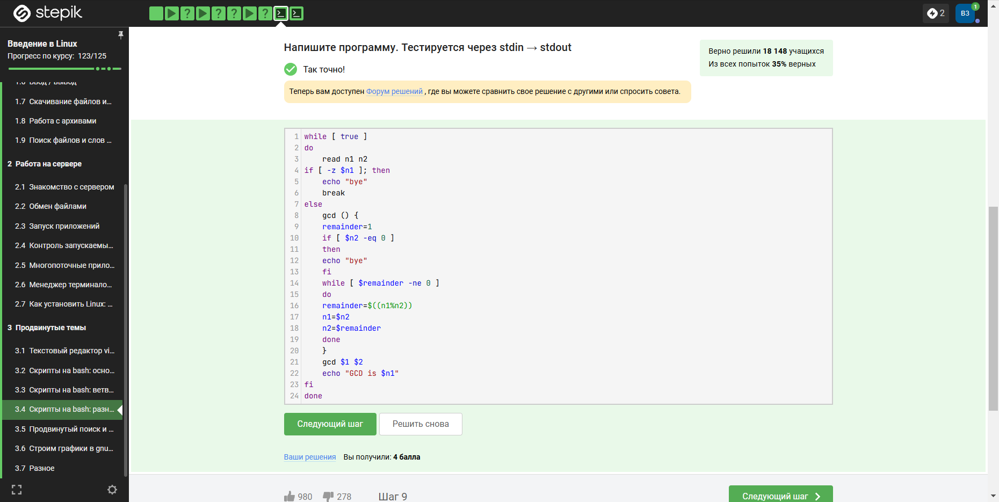 stepik
2
ВЗ
1
Введение в Linux
Прогресс по курсу: 123/125
1.6 Ввод / Вывод
1.7 Скачивание файлов и...
1.8 Работа с архивами
1.9 Поиск файлов и слов ...
2 Работа на сервере
2.1 Знакомство с сервером
2.2 Обмен файлами
2.3 Запуск приложений
2.4 Контроль запускаемы...
2.5 Многопоточные прило...
2.6 Менеджер терминало...
2.7 Как установить Linux: ...
3 Продвинутые темы
3.1 Текстовый редактор vi...
3.2 Скрипты на bash: осно...
3.3 Скрипты на bash: ветв...
3.4 Скрипты на bash: разн...
3.5 Продвинутый поиск и ...
3.6 Строим графики в gnu...
3.7 Разное
Напишите программу. Тестируется через stdin → stdout
Так точно!
Теперь вам доступен Форум решений , где вы можете сравнить свое решение с другими или спросить совета.
Верно решили 18 148 учащихся
Из всех попыток 35% верных
1 while [ true ]
2 do
3     read n1 n2
4 if [ -z $n1 ]; then
5     echo "bye"
6     break
7 else
8     gcd () {
9     remainder=1
10     if [ $n2 -eq 0 ]
11     then
12     echo "bye"
13     fi
14     while [ $remainder -ne 0 ]
15     do
16     remainder=$((n1%n2))
17     n1=$n2
18     n2=$remainder
19     done
20     }
21     gcd $1 $2
22     echo "GCD is $n1"
23 fi
24 done
Следующий шаг
Решить снова
Ваши решения Вы получили: 4 балла
980 278 Шаг 9
Следующий шаг